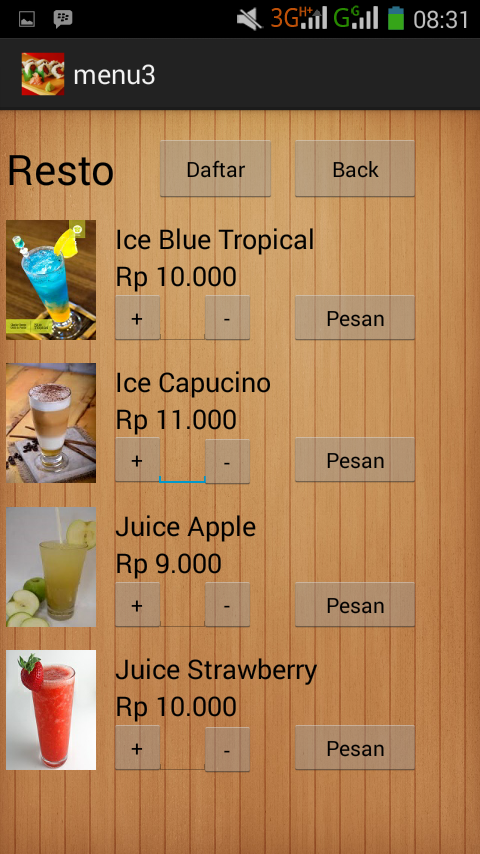 3G H+ G G 08:31
menu3
Resto Daftar Back
Ice Blue Tropical
Rp 10.000
+ - Pesan
Ice Capucino
Rp 11.000
+ - Pesan
Juice Apple
Rp 9.000
+ - Pesan
Juice Strawberry
Rp 10.000
+ - Pesan